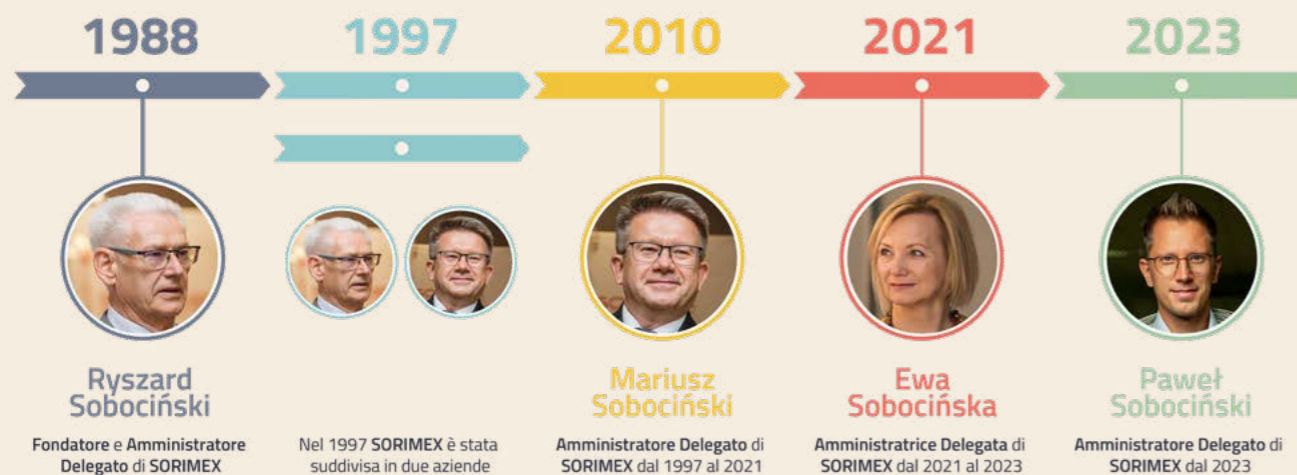 1988
1997
2010
2021
2023
Ryszard
Sobociński
Fondatore e Amministratore
Delegato di SORIMEX
Nel 1997 SORIMEX è stata
suddivisa in due aziende
Mariusz
Sobociński
Amministratore Delegato di
SORIMEX dal 1997 al 2021
Ewa
Sobocińska
Amministratrice Delegata di
SORIMEX dal 2021 al 2023
Paweł
Sobociński
Amministratore Delegato di
SORIMEX dal 2023